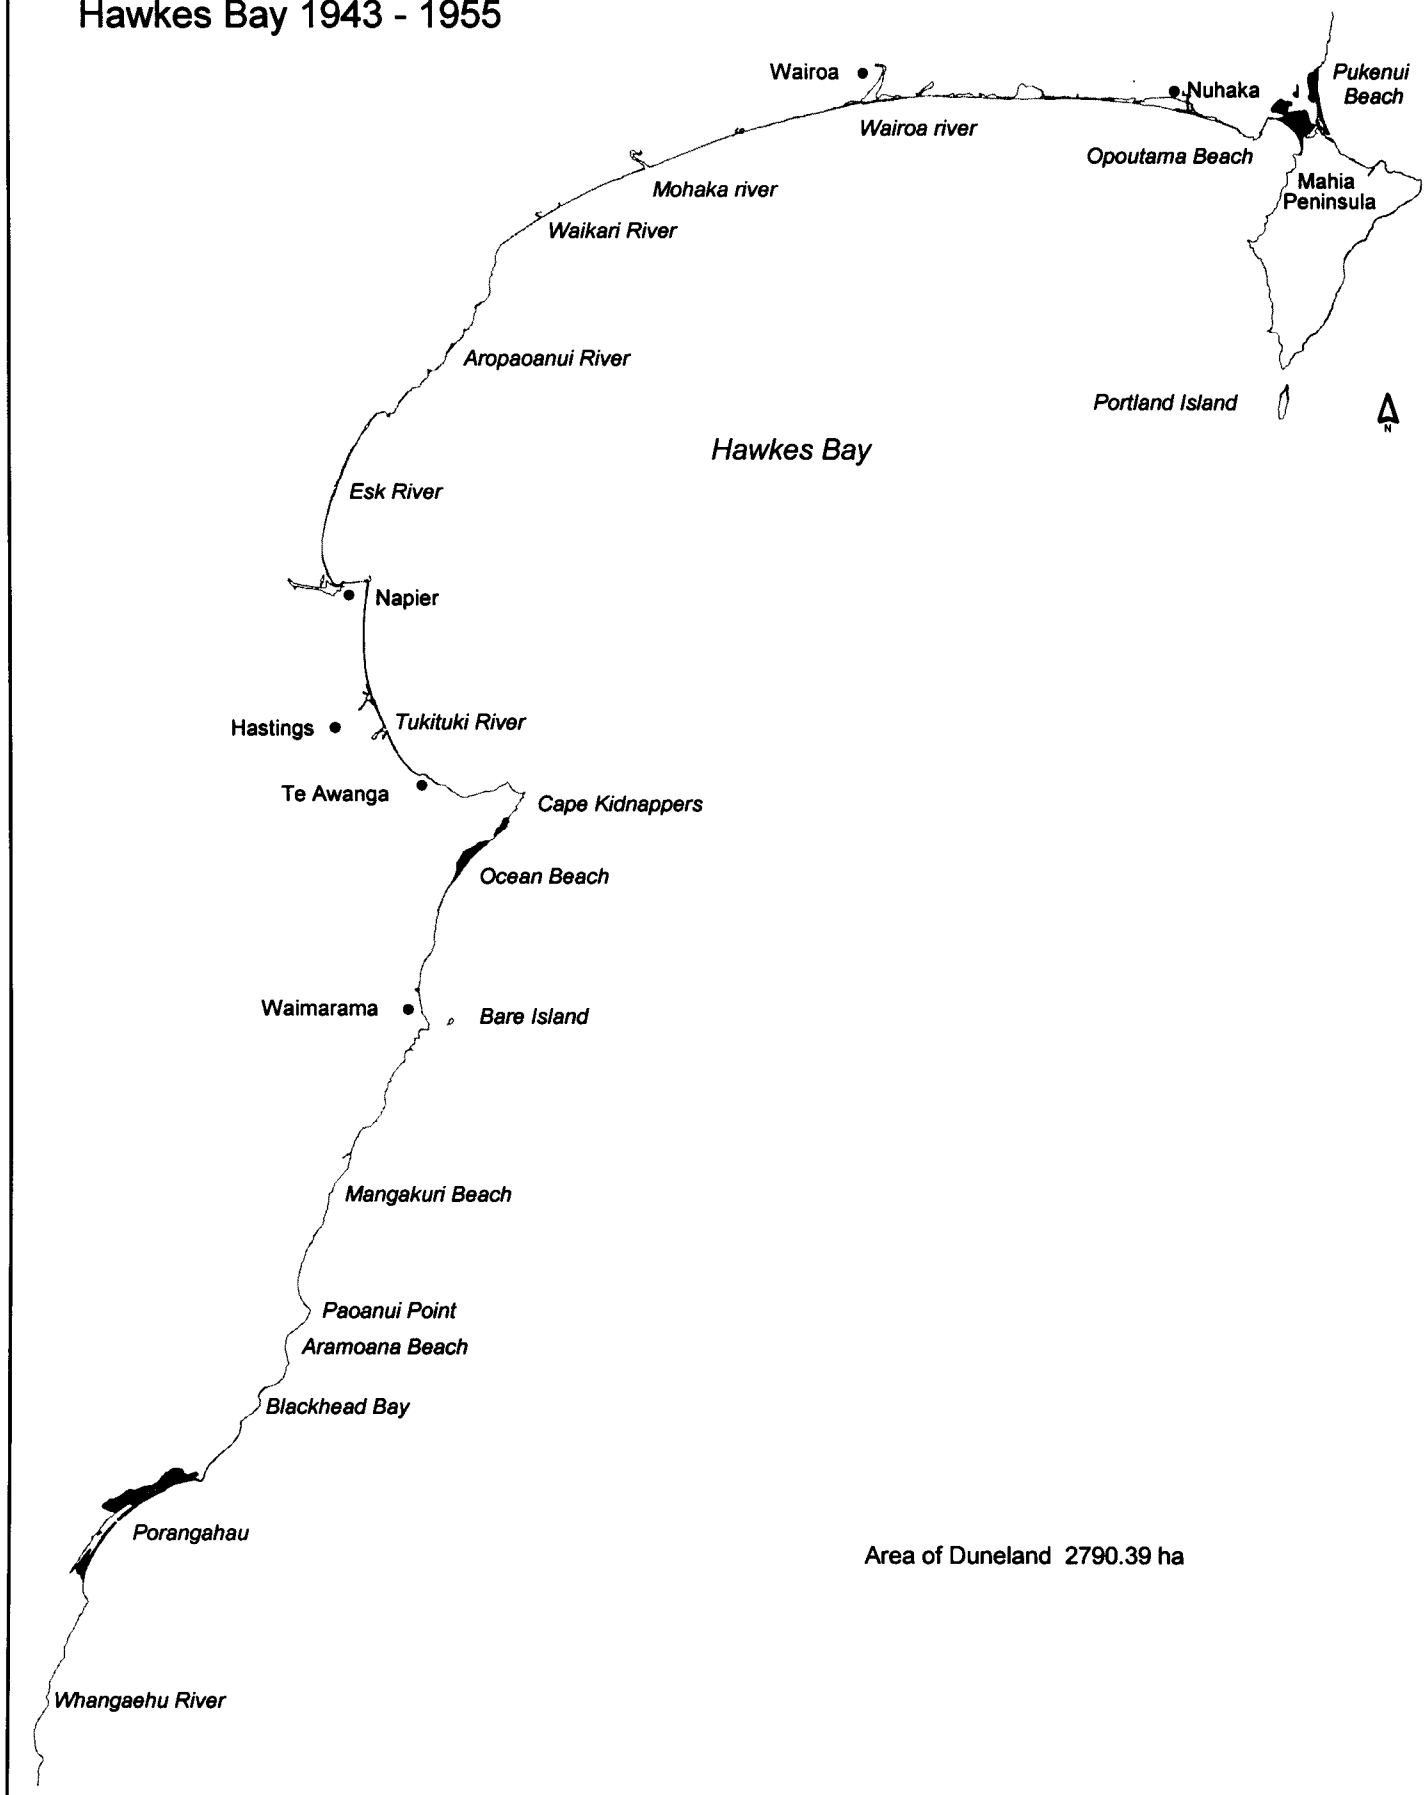 Hawkes Bay 1943 - 1955
Wairoa
Nuhaka
Pukenui
Beach
Wairoa river
Opoutama Beach
Mohaka river
Mahia
Peninsula
Waikari River
Aropaoanui River
Portland Island
N
Hawkes Bay
Esk River
Napier
Hastings
Tukituki River
Te Awanga
Cape Kidnappers
Ocean Beach
Waimarama
Bare Island
Mangakuri Beach
Paoanui Point
Aramoana Beach
Blackhead Bay
Porangahau
Area of Duneland 2790.39 ha
Whangaehu River